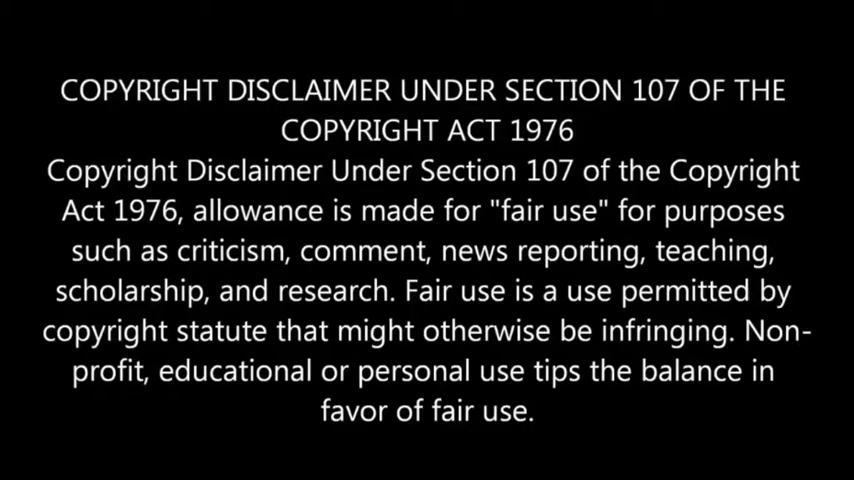 COPYRIGHT DISCLAIMER UNDER SECTION 107 OF THE
COPYRIGHT ACT 1976
Copyright Disclaimer Under Section 107 of the Copyright
Act 1976, allowance is made for "fair use" for purposes
such as criticism, comment, news reporting, teaching,
scholarship, and research. Fair use is a use permitted by
copyright statute that might otherwise be infringing. Non-
profit, educational or personal use tips the balance in
favor of fair use.